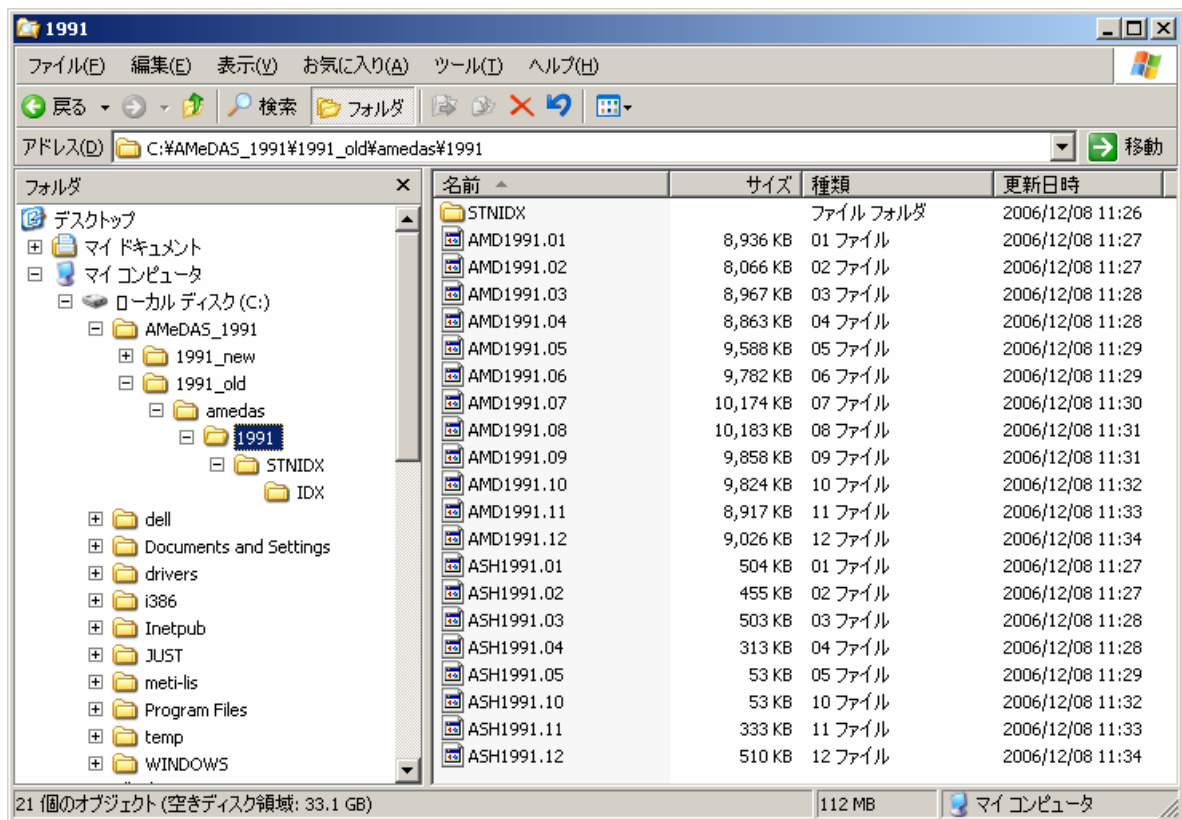 1991
ファイル(F) 編集(E) 表示(V) お気に入り(A) ツール(T) ヘルプ(H)
戻る 検索 フォルダ
アドレス(D) C:¥AMeDAS_1991¥1991_old¥amedas¥1991 移動
フォルダ
デスクトップ
マイ ドキュメント
マイ コンピュータ
ローカル ディスク (C:)
AMeDAS_1991
1991_new
1991_old
amedas
1991
STNIDX
IDX
dell
Documents and Settings
drivers
i386
Inetpub
JUST
meti-lis
Program Files
temp
WINDOWS
名前 サイズ 種類 更新日時
STNIDX ファイル フォルダ 2006/12/08 11:26
AMD1991.01 8,936 KB 01 ファイル 2006/12/08 11:27
AMD1991.02 8,066 KB 02 ファイル 2006/12/08 11:27
AMD1991.03 8,967 KB 03 ファイル 2006/12/08 11:28
AMD1991.04 8,863 KB 04 ファイル 2006/12/08 11:28
AMD1991.05 9,588 KB 05 ファイル 2006/12/08 11:29
AMD1991.06 9,782 KB 06 ファイル 2006/12/08 11:29
AMD1991.07 10,174 KB 07 ファイル 2006/12/08 11:30
AMD1991.08 10,183 KB 08 ファイル 2006/12/08 11:31
AMD1991.09 9,858 KB 09 ファイル 2006/12/08 11:31
AMD1991.10 9,824 KB 10 ファイル 2006/12/08 11:32
AMD1991.11 8,917 KB 11 ファイル 2006/12/08 11:33
AMD1991.12 9,026 KB 12 ファイル 2006/12/08 11:34
ASH1991.01 504 KB 01 ファイル 2006/12/08 11:27
ASH1991.02 455 KB 02 ファイル 2006/12/08 11:27
ASH1991.03 503 KB 03 ファイル 2006/12/08 11:28
ASH1991.04 313 KB 04 ファイル 2006/12/08 11:28
ASH1991.05 53 KB 05 ファイル 2006/12/08 11:29
ASH1991.10 53 KB 10 ファイル 2006/12/08 11:32
ASH1991.11 333 KB 11 ファイル 2006/12/08 11:33
ASH1991.12 510 KB 12 ファイル 2006/12/08 11:34
21 個のオブジェクト (空きディスク領域: 33.1 GB) 112 MB マイ コンピュータ